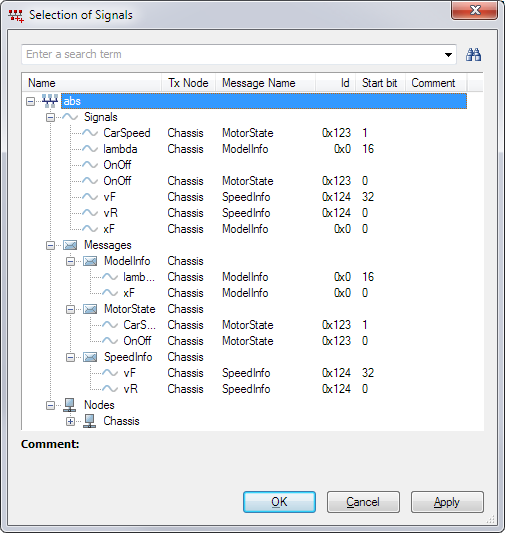 Selection of Signals
Enter a search term
Name Tx Node Message Name Id Start bit Comment
abs
Signals
CarSpeed Chassis MotorState 0x123 1
lambda Chassis ModelInfo 0x0 16
OnOff
OnOff Chassis MotorState 0x123 0
vF Chassis SpeedInfo 0x124 32
vR Chassis SpeedInfo 0x124 0
xF Chassis ModelInfo 0x0 0
Messages
ModelInfo Chassis
lamb... Chassis ModelInfo 0x0 16
xF Chassis ModelInfo 0x0 0
MotorState Chassis
CarS... Chassis MotorState 0x123 1
OnOff Chassis MotorState 0x123 0
SpeedInfo Chassis
vF Chassis SpeedInfo 0x124 32
vR Chassis SpeedInfo 0x124 0
Nodes
Chassis
Comment:
OK Cancel Apply